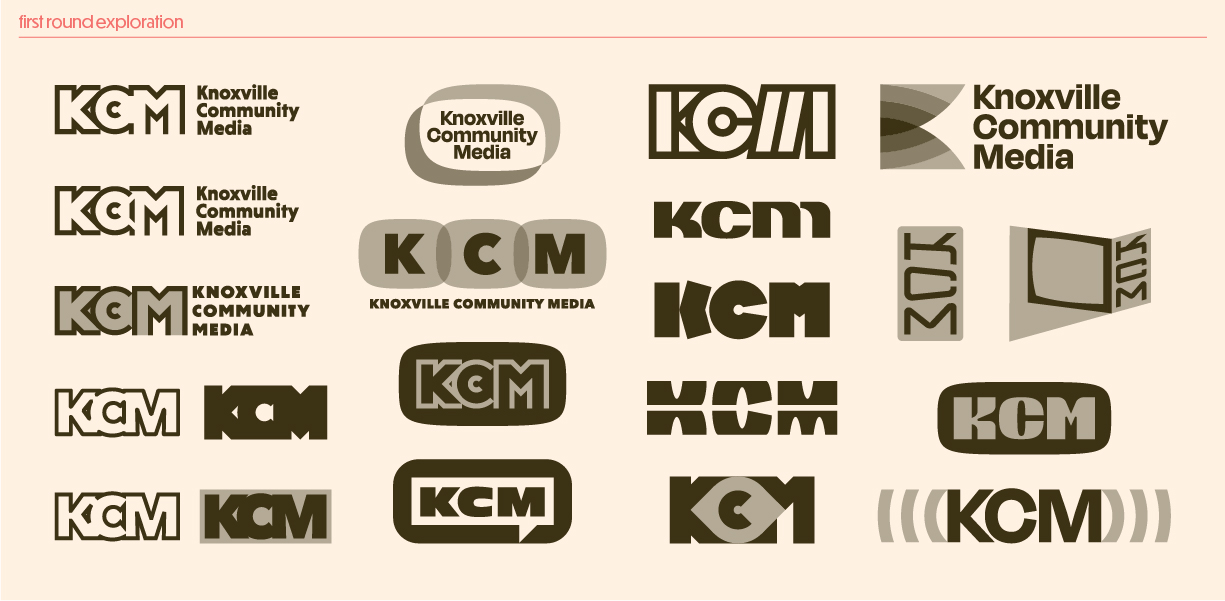 first round exploration
KCM
Knoxville
Community
Media
KCM
Knoxville
Community
Media
KCM
KNOXVILLE
COMMUNITY
MEDIA
KCM
KCM
KCM
KCM
Knoxville
Community
Media
K C M
KNOXVILLE COMMUNITY MEDIA
KCM
KCM
KCM
KCM
KCM
KCM
KCM
Knoxville
Community
Media
KCM
KCM
KCM
(((KCM)))